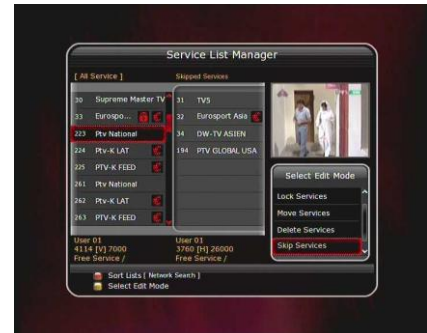 Service List Manager
[ All Service ]
Skipped Services
30 Supreme Master TV
33 Eurospo...
223 Ptv National
224 Ptv-K LAT
225 PTV-K FEED
261 Ptv National
262 Ptv-K LAT
263 PTV-K FEED
31 TV5
32 Eurosport Asia
34 DW-TV ASIEN
194 PTV GLOBAL USA
Select Edit Mode
Lock Services
Move Services
Delete Services
Skip Services
User 01
4114 [V] 7000
Free Service /
User 01
3760 [H] 26000
Free Service /
Sort Lists [ Network Search ]
Select Edit Mode